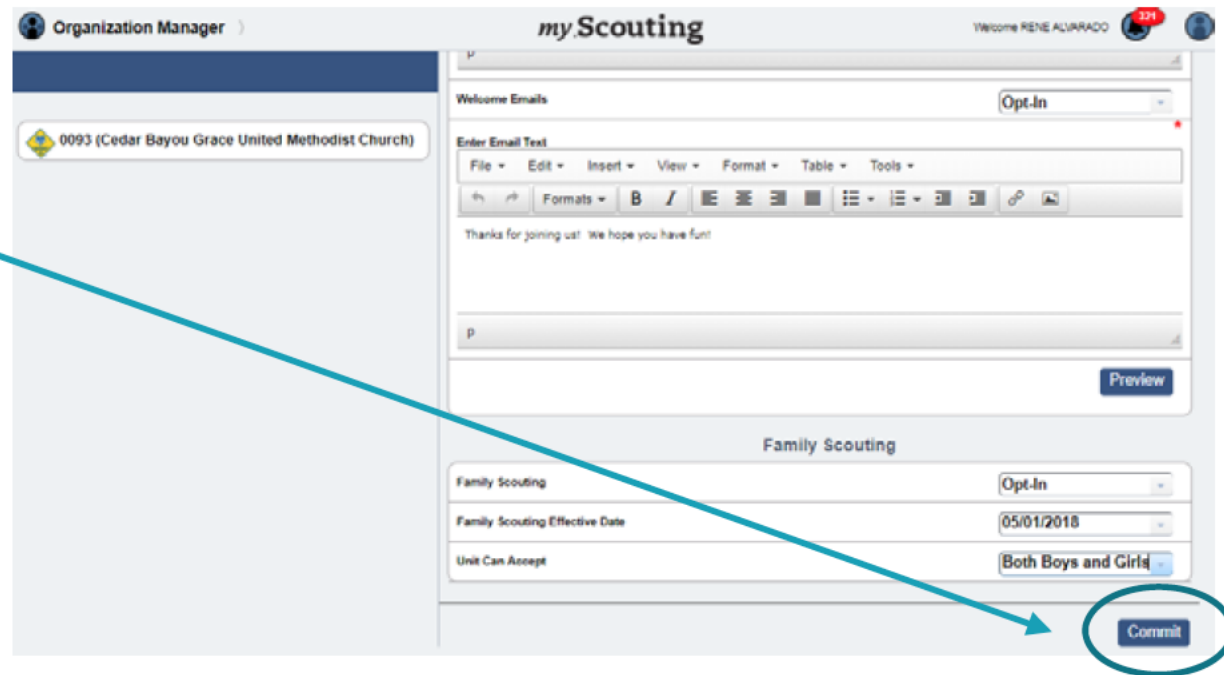 Organization Manager
my.Scouting
Welcome RENE ALVARADO
321
0093 (Cedar Bayou Grace United Methodist Church)
p
Welcome Emails
Opt-In
Enter Email Text
*
File Edit Insert View Format Table Tools
Formats B I
Thanks for joining us! We hope you have fun!
p
Preview
Family Scouting
Family Scouting
Opt-In
Family Scouting Effective Date
05/01/2018
Unit Can Accept
Both Boys and Girls
Commit